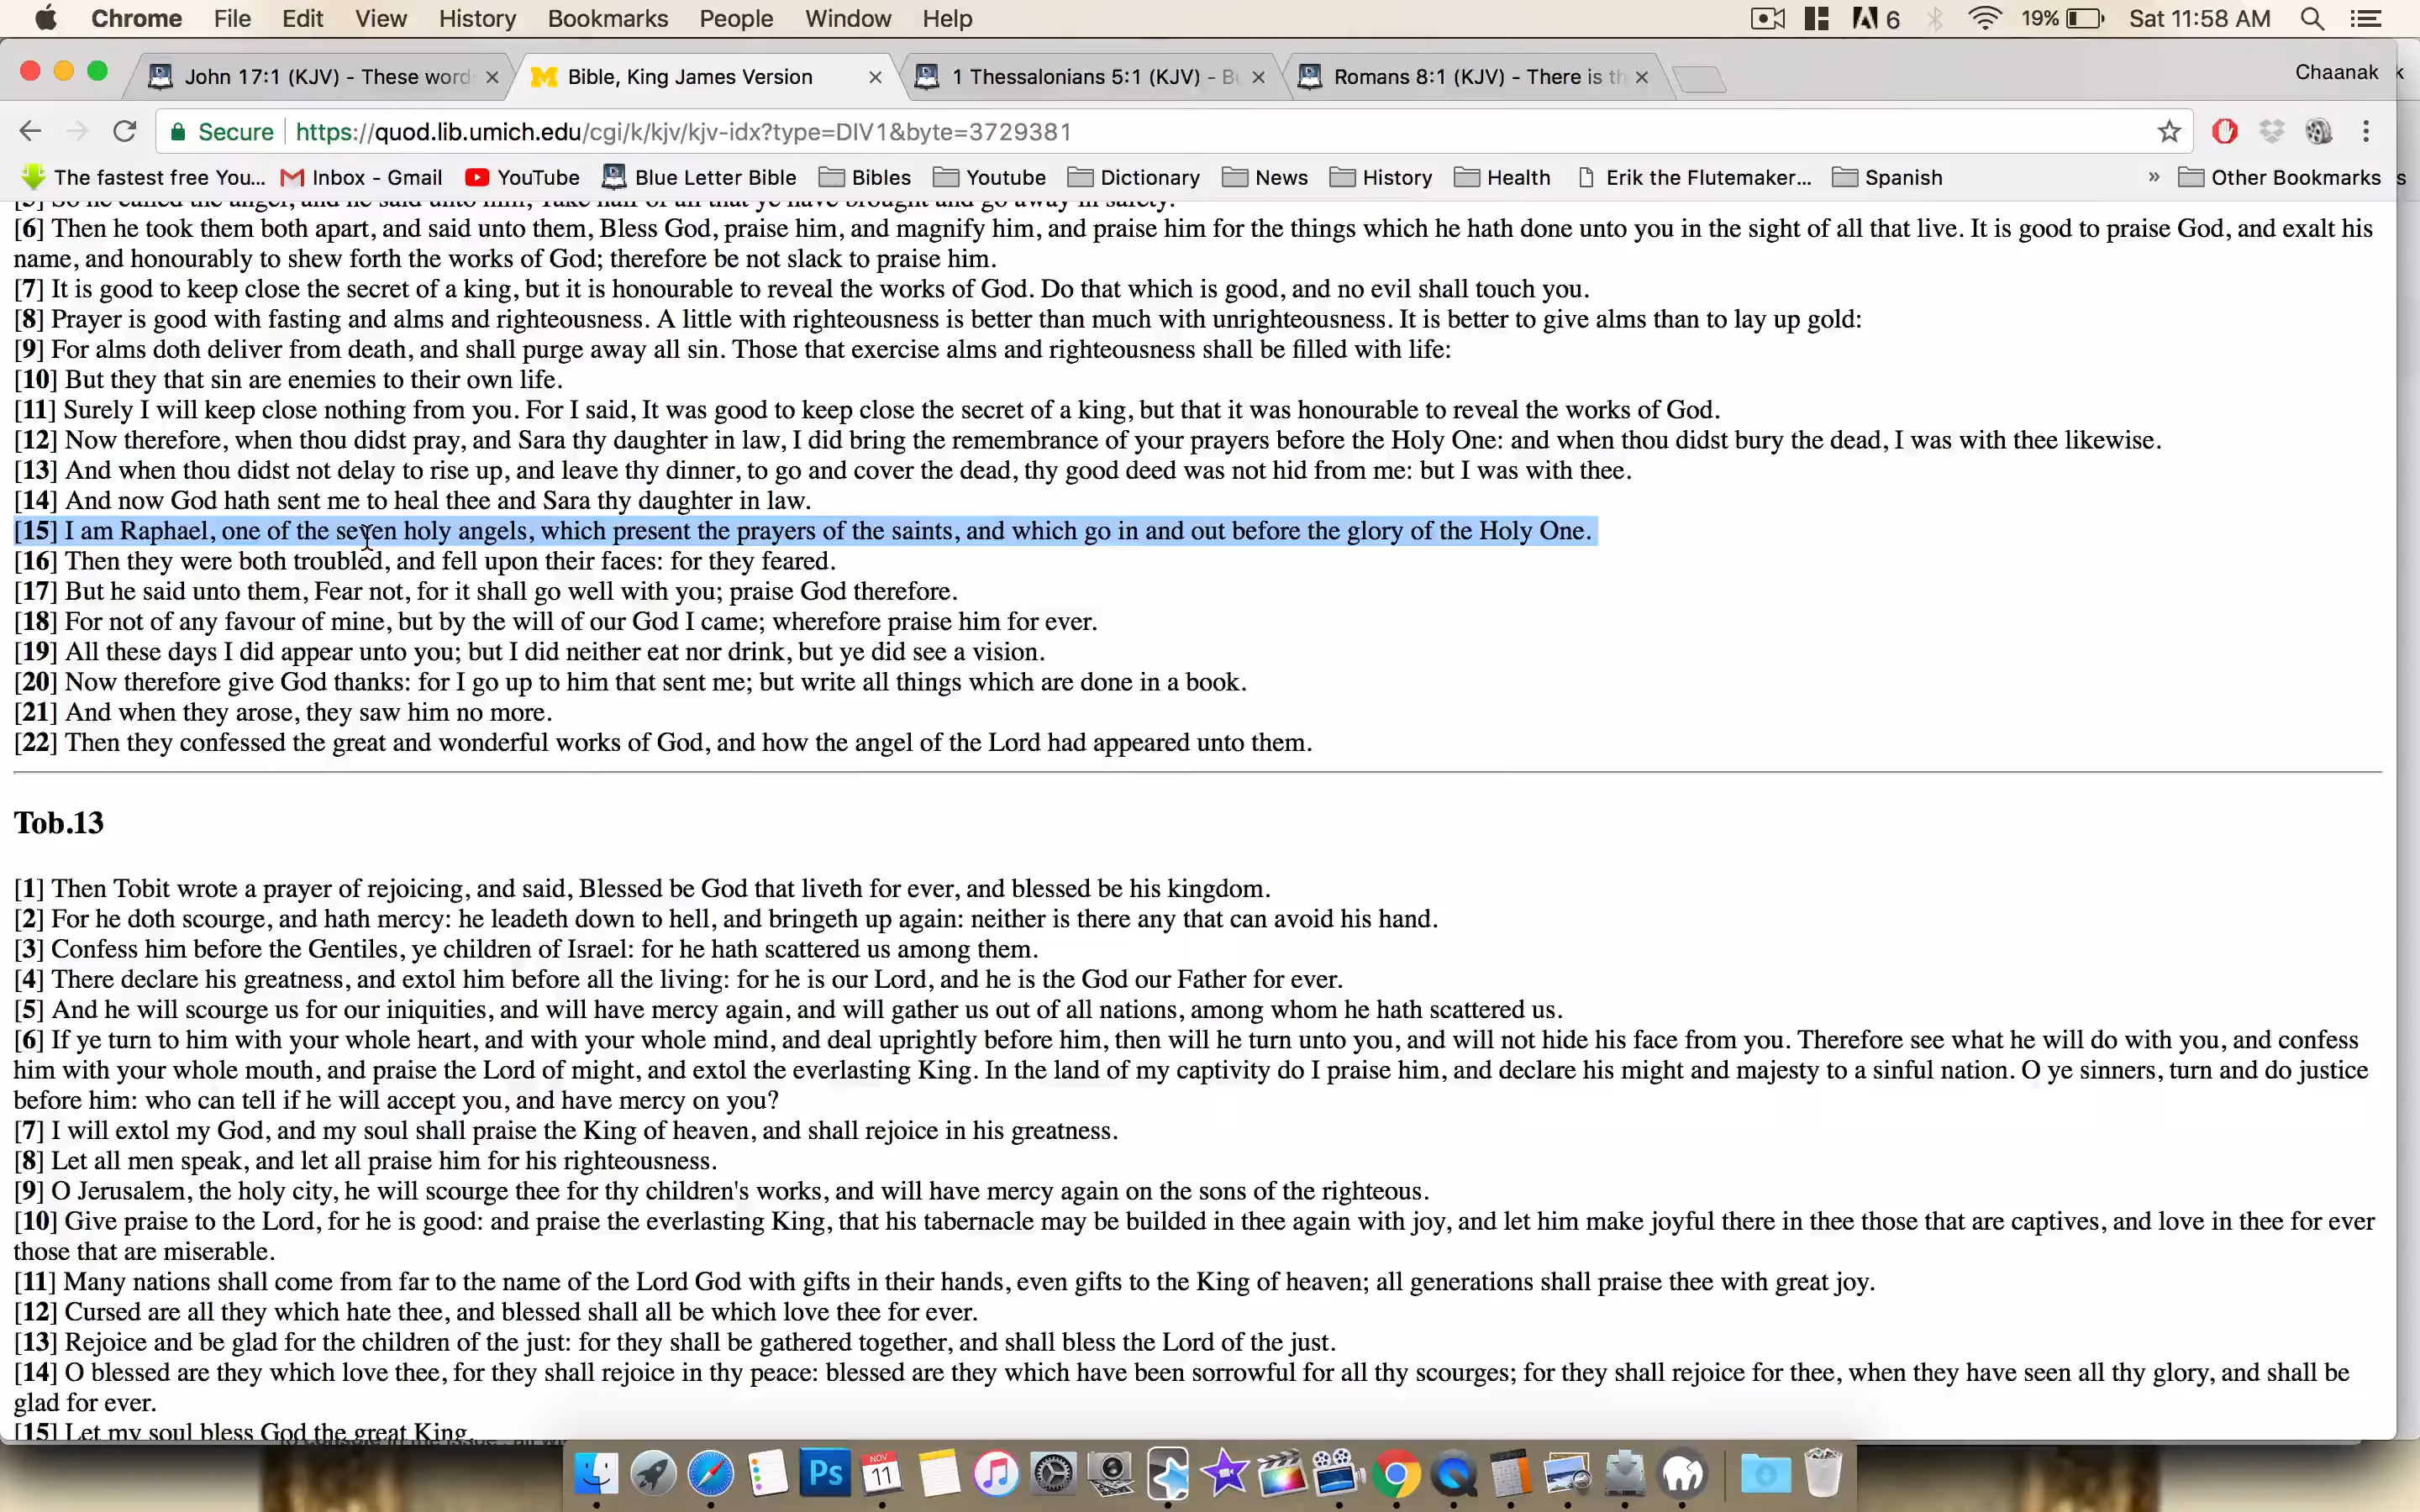 Chrome File Edit View History Bookmarks People Window Help 6 19% Sat 11:58 AM
John 17:1 (KJV) - These word Bible, King James Version 1 Thessalonians 5:1 (KJV) - Bu Romans 8:1 (KJV) - There is th Chaanak k
Secure https://quod.lib.umich.edu/cgi/k/kjv/kjv-idx?type=DIV1&byte=3729381
The fastest free You... Inbox - Gmail YouTube Blue Letter Bible Bibles Youtube Dictionary News History Health Erik the Flutemaker... Spanish » Other Bookmarks s
[5] So he called the angel, and he said unto him, Take half of all that ye have brought and go away in safety.
[6] Then he took them both apart, and said unto them, Bless God, praise him, and magnify him, and praise him for the things which he hath done unto you in the sight of all that live. It is good to praise God, and exalt his
name, and honourably to shew forth the works of God; therefore be not slack to praise him.
[7] It is good to keep close the secret of a king, but it is honourable to reveal the works of God. Do that which is good, and no evil shall touch you.
[8] Prayer is good with fasting and alms and righteousness. A little with righteousness is better than much with unrighteousness. It is better to give alms than to lay up gold:
[9] For alms doth deliver from death, and shall purge away all sin. Those that exercise alms and righteousness shall be filled with life:
[10] But they that sin are enemies to their own life.
[11] Surely I will keep close nothing from you. For I said, It was good to keep close the secret of a king, but that it was honourable to reveal the works of God.
[12] Now therefore, when thou didst pray, and Sara thy daughter in law, I did bring the remembrance of your prayers before the Holy One: and when thou didst bury the dead, I was with thee likewise.
[13] And when thou didst not delay to rise up, and leave thy dinner, to go and cover the dead, thy good deed was not hid from me: but I was with thee.
[14] And now God hath sent me to heal thee and Sara thy daughter in law.
[15] I am Raphael, one of the seven holy angels, which present the prayers of the saints, and which go in and out before the glory of the Holy One.
[16] Then they were both troubled, and fell upon their faces: for they feared.
[17] But he said unto them, Fear not, for it shall go well with you; praise God therefore.
[18] For not of any favour of mine, but by the will of our God I came; wherefore praise him for ever.
[19] All these days I did appear unto you; but I did neither eat nor drink, but ye did see a vision.
[20] Now therefore give God thanks: for I go up to him that sent me; but write all things which are done in a book.
[21] And when they arose, they saw him no more.
[22] Then they confessed the great and wonderful works of God, and how the angel of the Lord had appeared unto them.
Tob.13
[1] Then Tobit wrote a prayer of rejoicing, and said, Blessed be God that liveth for ever, and blessed be his kingdom.
[2] For he doth scourge, and hath mercy: he leadeth down to hell, and bringeth up again: neither is there any that can avoid his hand.
[3] Confess him before the Gentiles, ye children of Israel: for he hath scattered us among them.
[4] There declare his greatness, and extol him before all the living: for he is our Lord, and he is the God our Father for ever.
[5] And he will scourge us for our iniquities, and will have mercy again, and will gather us out of all nations, among whom he hath scattered us.
[6] If ye turn to him with your whole heart, and with your whole mind, and deal uprightly before him, then will he turn unto you, and will not hide his face from you. Therefore see what he will do with you, and confess
him with your whole mouth, and praise the Lord of might, and extol the everlasting King. In the land of my captivity do I praise him, and declare his might and majesty to a sinful nation. O ye sinners, turn and do justice
before him: who can tell if he will accept you, and have mercy on you?
[7] I will extol my God, and my soul shall praise the King of heaven, and shall rejoice in his greatness.
[8] Let all men speak, and let all praise him for his righteousness.
[9] O Jerusalem, the holy city, he will scourge thee for thy children's works, and will have mercy again on the sons of the righteous.
[10] Give praise to the Lord, for he is good: and praise the everlasting King, that his tabernacle may be builded in thee again with joy, and let him make joyful there in thee those that are captives, and love in thee for ever
those that are miserable.
[11] Many nations shall come from far to the name of the Lord God with gifts in their hands, even gifts to the King of heaven; all generations shall praise thee with great joy.
[12] Cursed are all they which hate thee, and blessed shall all be which love thee for ever.
[13] Rejoice and be glad for the children of the just: for they shall be gathered together, and shall bless the Lord of the just.
[14] O blessed are they which love thee, for they shall rejoice in thy peace: blessed are they which have been sorrowful for all thy scourges; for they shall rejoice for thee, when they have seen all thy glory, and shall be
glad for ever.
[15] Let my soul bless God the great King.
Ps NOV 11